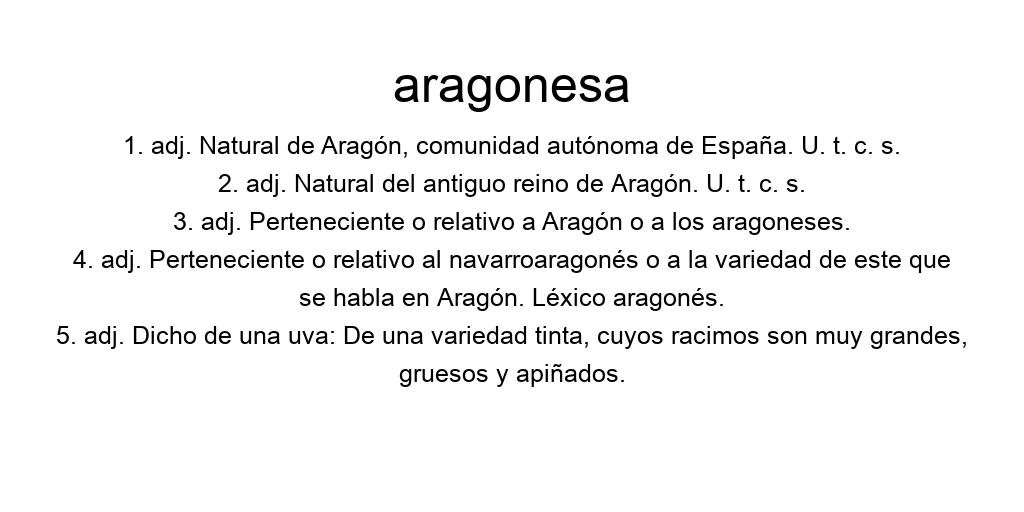 aragonesa
1. adj. Natural de Aragón, comunidad autónoma de España. U. t. c. s.
2. adj. Natural del antiguo reino de Aragón. U. t. c. s.
3. adj. Perteneciente o relativo a Aragón o a los aragoneses.
4. adj. Perteneciente o relativo al navarroaragonés o a la variedad de este que
se habla en Aragón. Léxico aragonés.
5. adj. Dicho de una uva: De una variedad tinta, cuyos racimos son muy grandes,
gruesos y apiñados.